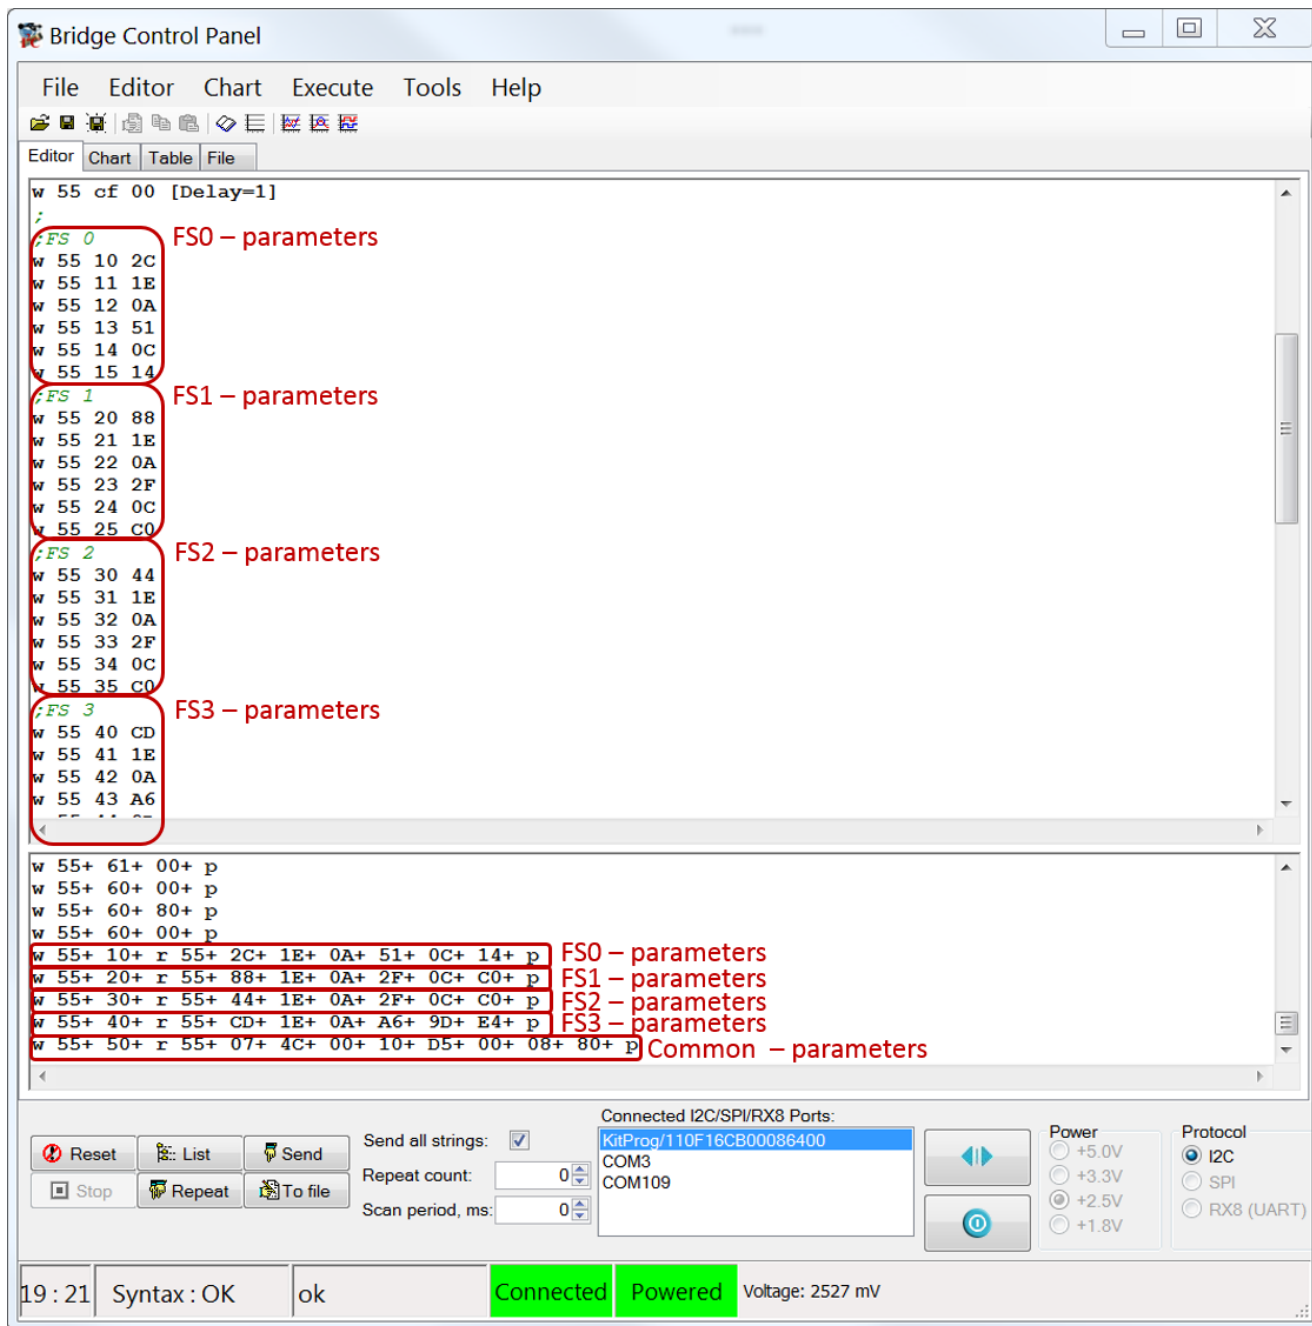 Bridge Control Panel
File Editor Chart Execute Tools Help
Editor Chart Table File
w 55 cf 00 [Delay=1]
;
;FS 0
FS0 – parameters
w 55 10 2C
w 55 11 1E
w 55 12 0A
w 55 13 51
w 55 14 0C
w 55 15 14
;FS 1
FS1 – parameters
w 55 20 88
w 55 21 1E
w 55 22 0A
w 55 23 2F
w 55 24 0C
w 55 25 C0
;FS 2
FS2 – parameters
w 55 30 44
w 55 31 1E
w 55 32 0A
w 55 33 2F
w 55 34 0C
w 55 35 C0
;FS 3
FS3 – parameters
w 55 40 CD
w 55 41 1E
w 55 42 0A
w 55 43 A6
w 55+ 61+ 00+ p
w 55+ 60+ 00+ p
w 55+ 60+ 80+ p
w 55+ 60+ 00+ p
w 55+ 10+ r 55+ 2C+ 1E+ 0A+ 51+ 0C+ 14+ p FS0 – parameters
w 55+ 20+ r 55+ 88+ 1E+ 0A+ 2F+ 0C+ C0+ p FS1 – parameters
w 55+ 30+ r 55+ 44+ 1E+ 0A+ 2F+ 0C+ C0+ p FS2 – parameters
w 55+ 40+ r 55+ CD+ 1E+ 0A+ A6+ 9D+ E4+ p FS3 – parameters
w 55+ 50+ r 55+ 07+ 4C+ 00+ 10+ D5+ 00+ 08+ 80+ p Common – parameters
Reset List Send
Stop Repeat To file
Send all strings:
Repeat count: 0
Scan period, ms: 0
Connected I2C/SPI/RX8 Ports:
KitProg/110F16CB00086400
COM3
COM109
Power
+5.0V
+3.3V
+2.5V
+1.8V
Protocol
I2C
SPI
RX8 (UART)
19 : 21 Syntax : OK ok Connected Powered Voltage: 2527 mV